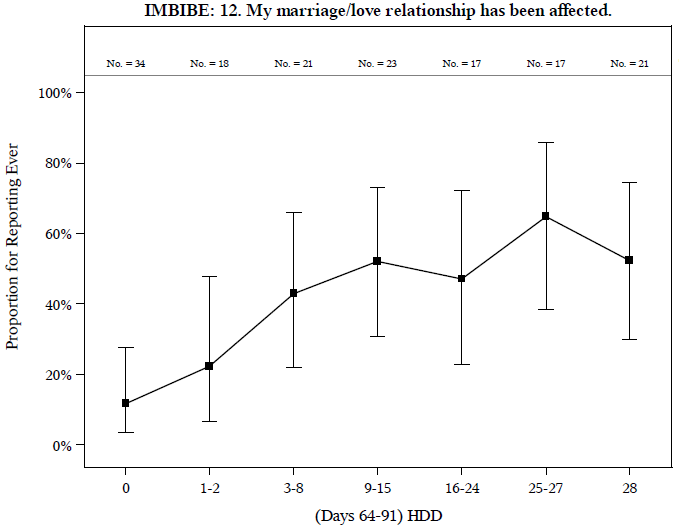 IMBIBE: 12. My marriage/love relationship has been affected.
No. = 34 No. = 18 No. = 21 No. = 23 No. = 17 No. = 17 No. = 21
100%
80%
60%
40%
20%
0%
Proportion for Reporting Ever
0 1-2 3-8 9-15 16-24 25-27 28
(Days 64-91) HDD